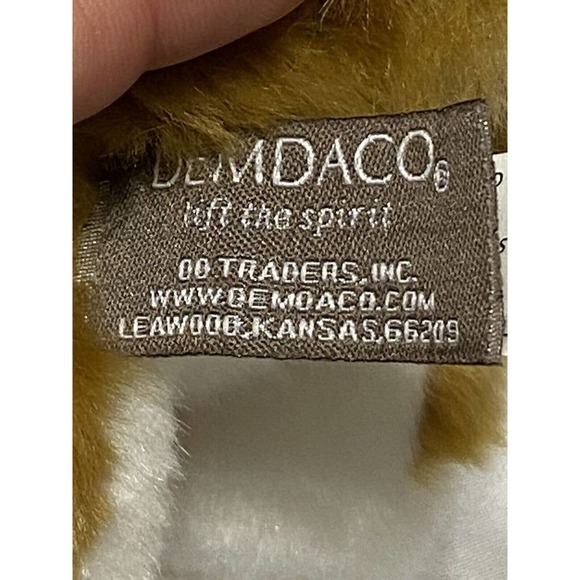 DEMDACO®
lift the spirit
DD TRADERS, INC.
WWW.DEMDACO.COM
LEAWOOD, KANSAS, 66209